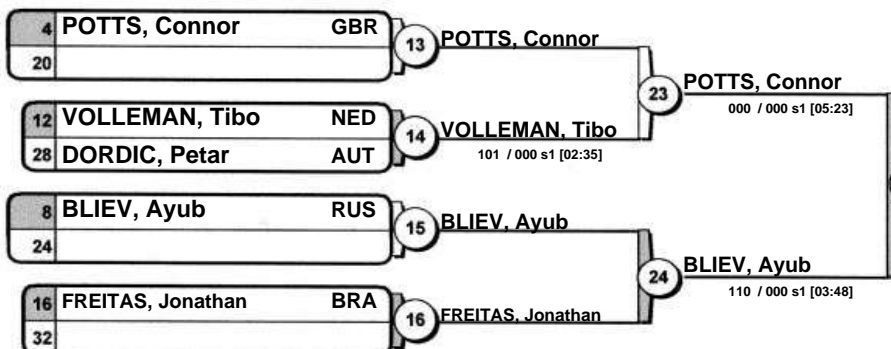 4 POTTS, Connor GBR
20
13 POTTS, Connor
12 VOLLEMAN, Tibo NED
28 DORDIC, Petar AUT
14 VOLLEMAN, Tibo
101 / 000 s1 [02:35]
23 POTTS, Connor
000 / 000 s1 [05:23]
8 BLIEV, Ayub RUS
24
15 BLIEV, Ayub
16 FREITAS, Jonathan BRA
32
16 FREITAS, Jonathan
24 BLIEV, Ayub
110 / 000 s1 [03:48]